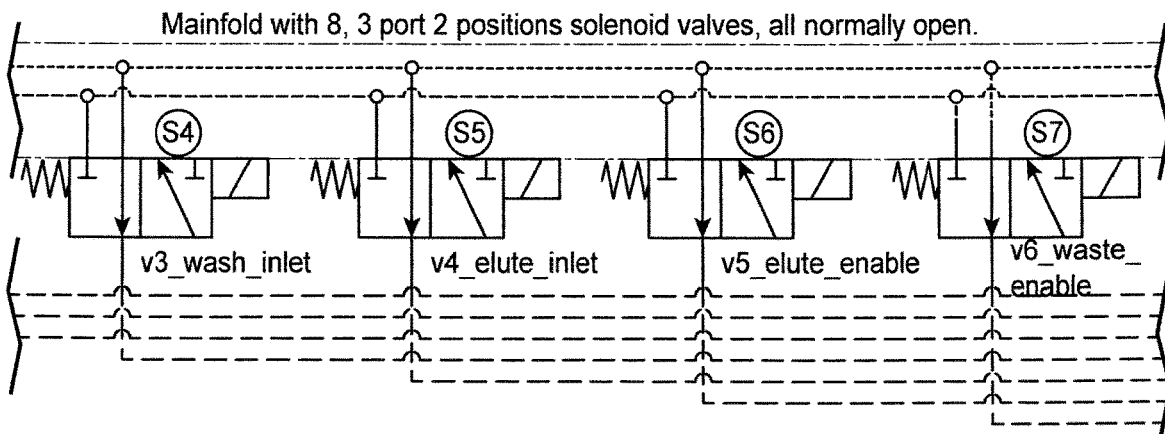 Mainfold with 8, 3 port 2 positions solenoid valves, all normally open.
S4 S5 S6 S7
v3_wash_inlet v4_elute_inlet v5_elute_enable v6_waste_
enable